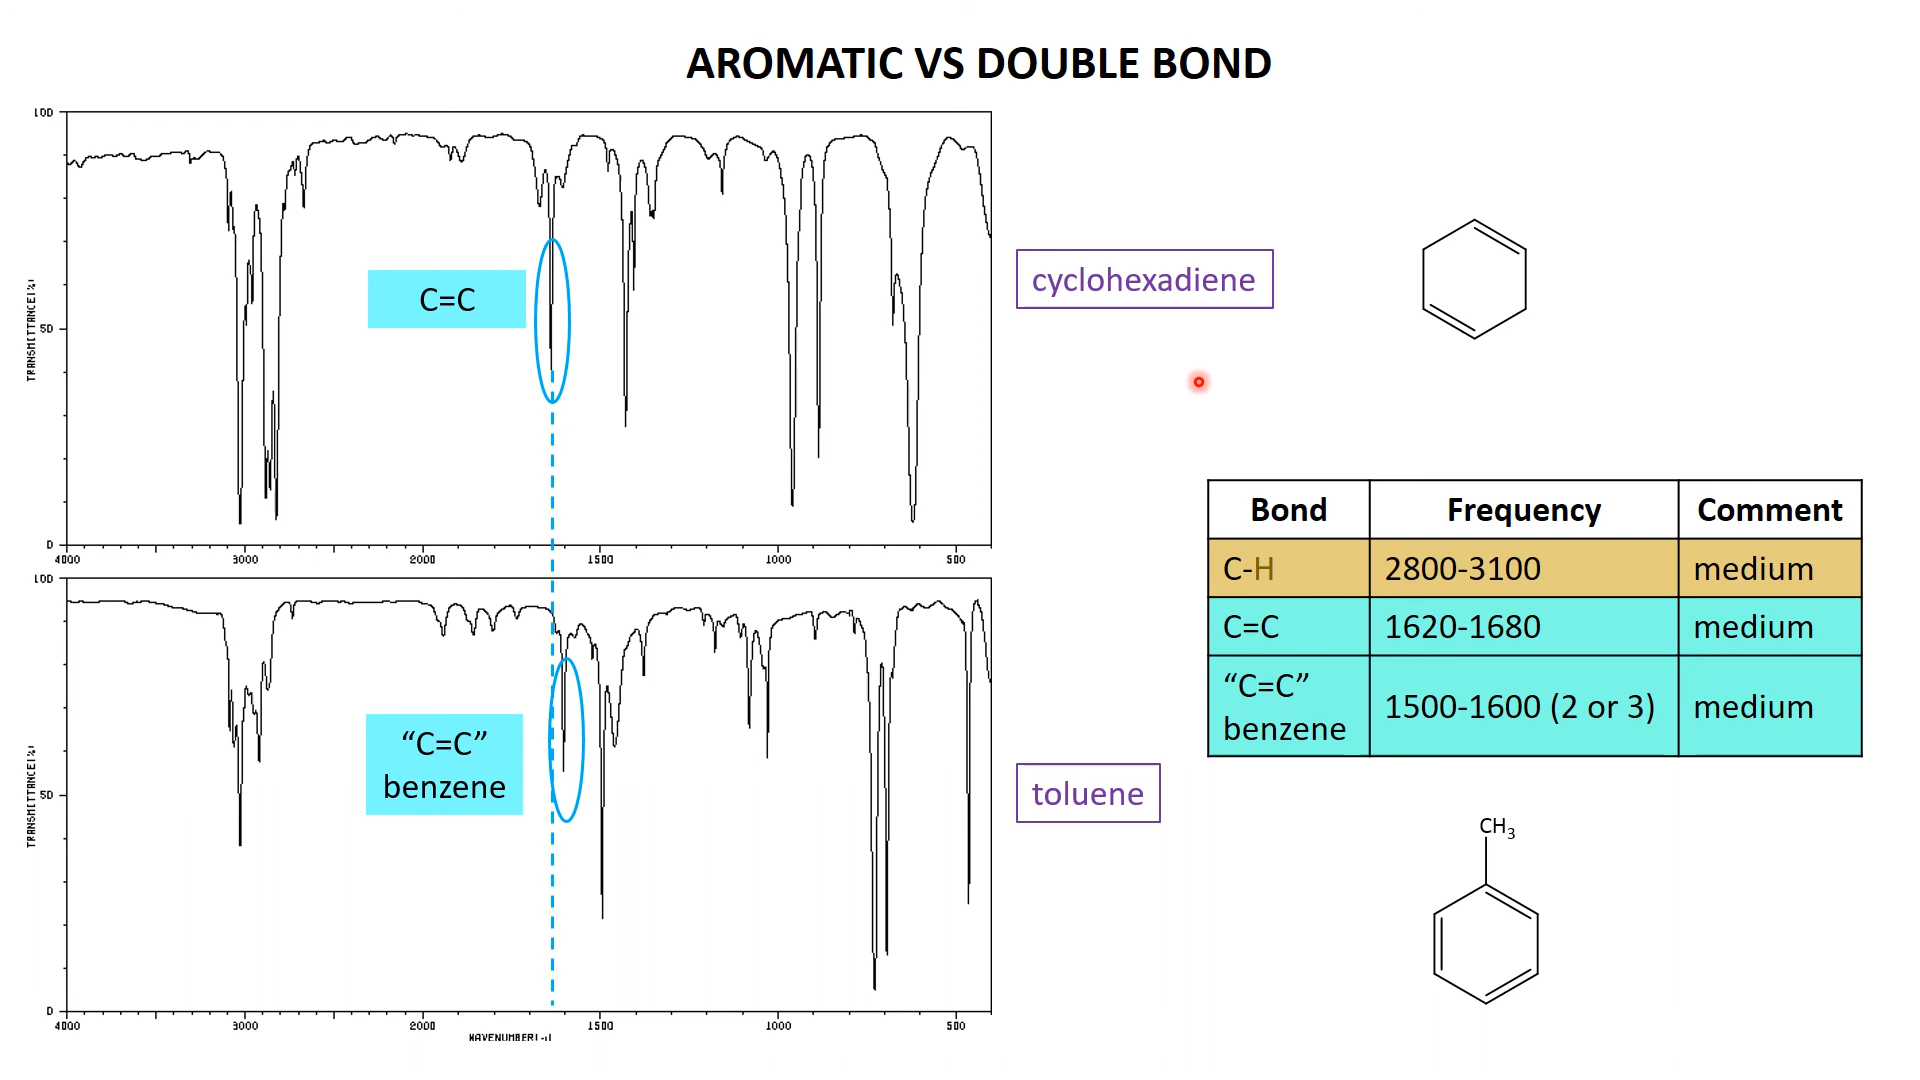 AROMATIC VS DOUBLE BOND
100
50
0
TRANSMITTANCE(%)
4000 3000 2000 1500 1000 500
C=C
cyclohexadiene
100
50
0
TRANSMITTANCE(%)
4000 3000 2000 1500 1000 500
“C=C”
benzene
toluene
Bond Frequency Comment
C-H 2800-3100 medium
C=C 1620-1680 medium
“C=C”
benzene 1500-1600 (2 or 3) medium
CH3